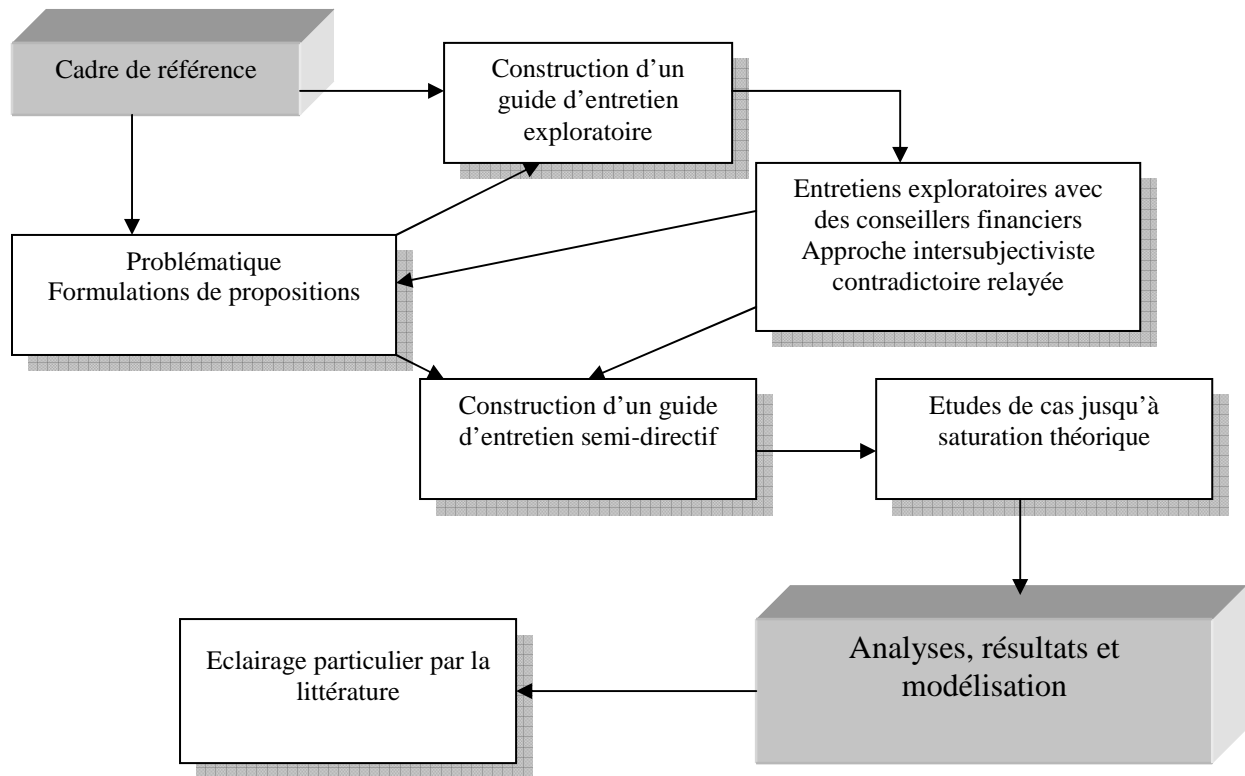 Cadre de référence
Construction d’un
guide d’entretien
exploratoire
Entretiens exploratoires avec
des conseillers financiers
Approche intersubjectiviste
contradictoire relayée
Problématique
Formulations de propositions
Construction d’un guide
d’entretien semi-directif
Etudes de cas jusqu’à
saturation théorique
Analyses, résultats et
modélisation
Eclairage particulier par la
littérature